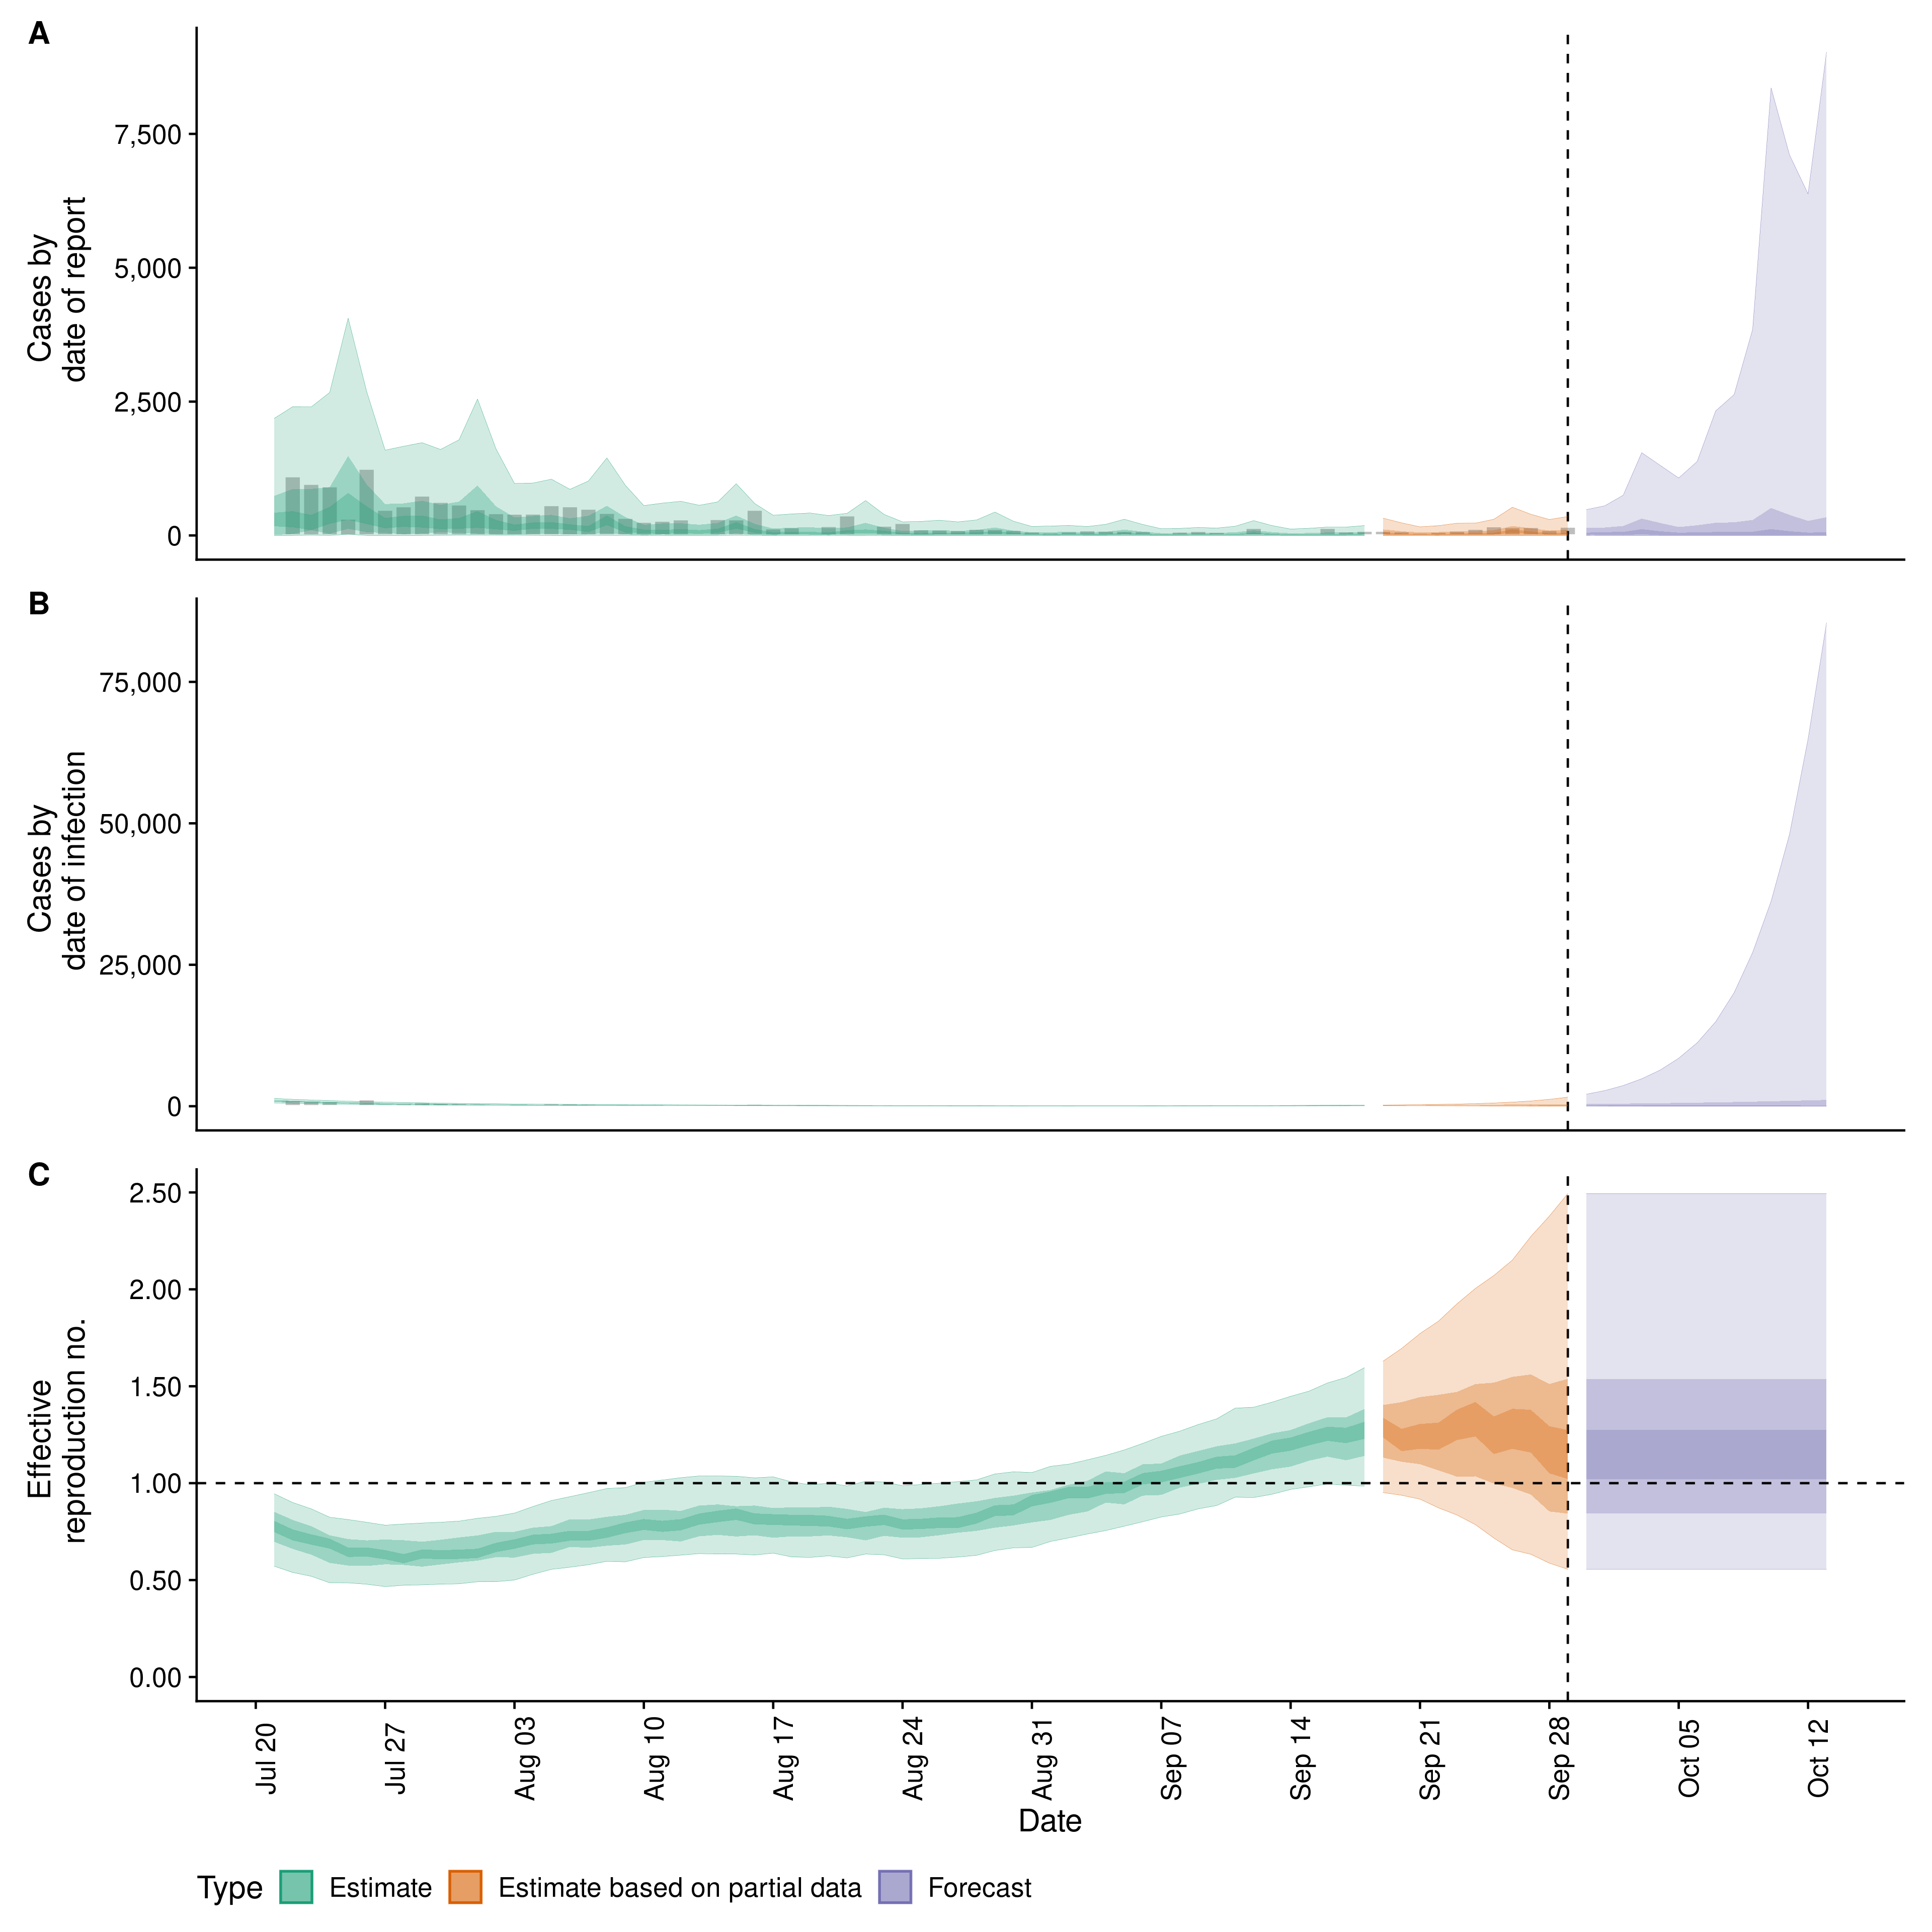 A
Cases by
date of report
7,500
5,000
2,500
0
B
Cases by
date of infection
75,000
50,000
25,000
0
C
Effective
reproduction no.
2.50
2.00
1.50
1.00
0.50
0.00
Jul 20
Jul 27
Aug 03
Aug 10
Aug 17
Aug 24
Aug 31
Sep 07
Sep 14
Sep 21
Sep 28
Oct 05
Oct 12
Date
Type Estimate Estimate based on partial data Forecast